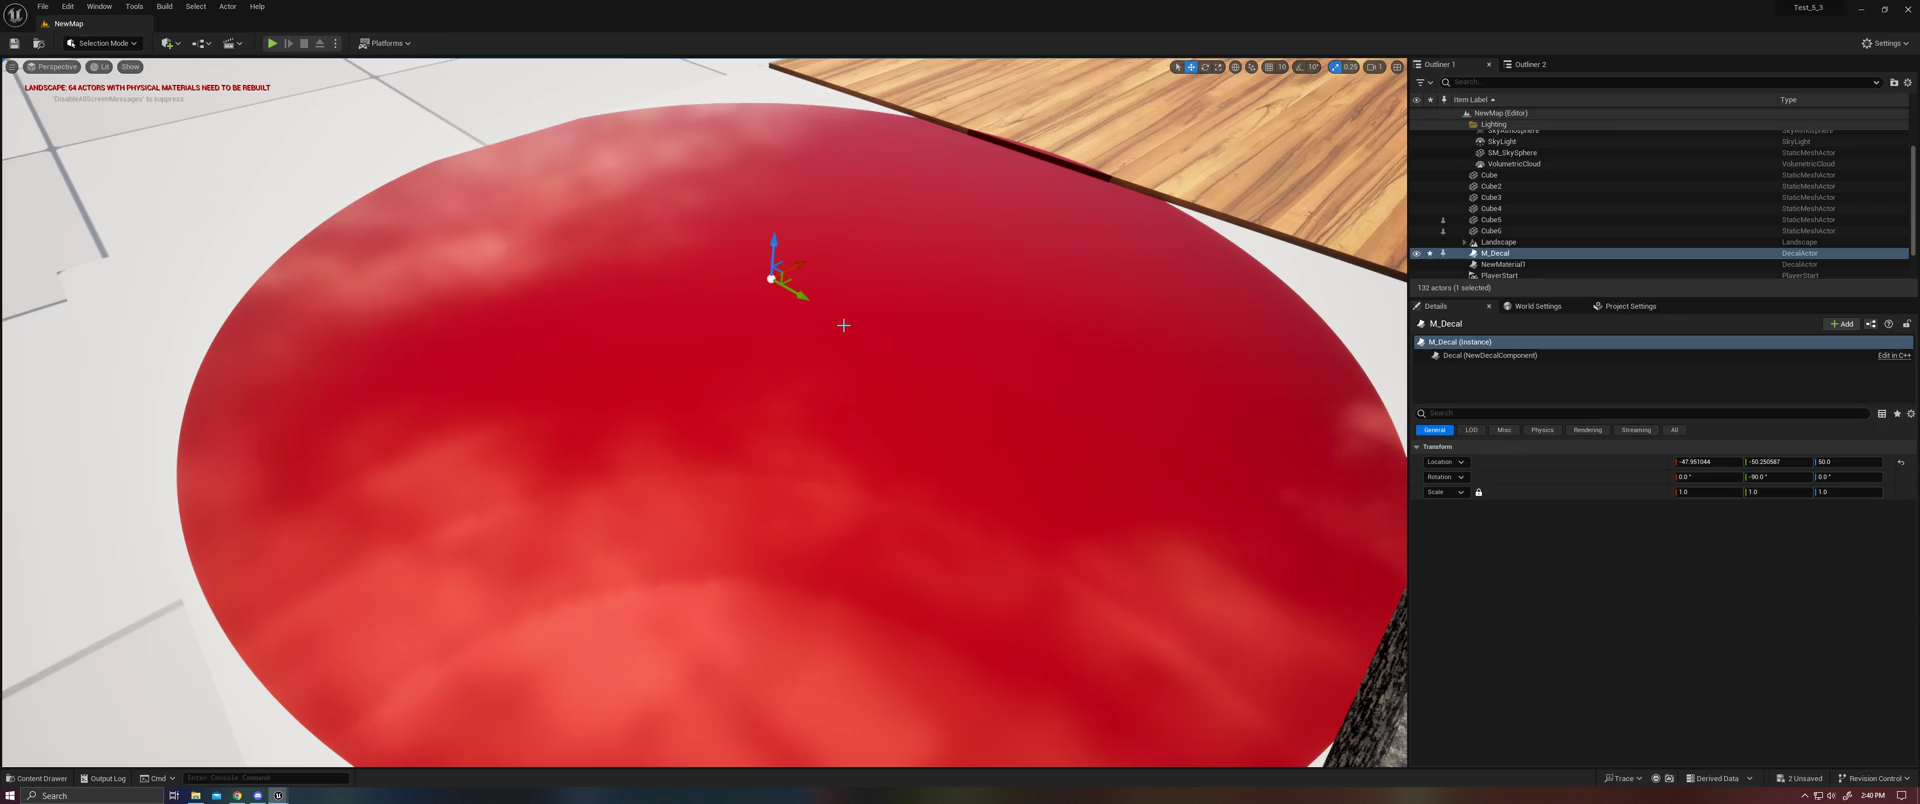 File Edit Window Tools Build Select Actor Help
Test_5_3
NewMap
Selection Mode
Platforms
Settings
Perspective Lit Show
10 10° 0.25 1
LANDSCAPE: 64 ACTORS WITH PHYSICAL MATERIALS NEED TO BE REBUILT
'DisableAllScreenMessages' to suppress
Outliner 1 Outliner 2
Search...
Item Label Type
NewMap (Editor)
Lighting
SkyAtmosphere SkyAtmosphere
SkyLight SkyLight
SM_SkySphere StaticMeshActor
VolumetricCloud VolumetricCloud
Cube StaticMeshActor
Cube2 StaticMeshActor
Cube3 StaticMeshActor
Cube4 StaticMeshActor
Cube5 StaticMeshActor
Cube6 StaticMeshActor
Landscape Landscape
M_Decal DecalActor
NewMaterial1 DecalActor
PlayerStart PlayerStart
132 actors (1 selected)
Details World Settings Project Settings
M_Decal
Add
M_Decal (Instance)
Decal (NewDecalComponent) Edit in C++
Search
General LOD Misc Physics Rendering Streaming All
Transform
Location -47.951044 -50.250587 50.0
Rotation 0.0 ° -90.0 ° 0.0 °
Scale 1.0 1.0 1.0
Content Drawer Output Log Cmd Enter Console Command
Trace Derived Data 2 Unsaved Revision Control
Search
2:40 PM